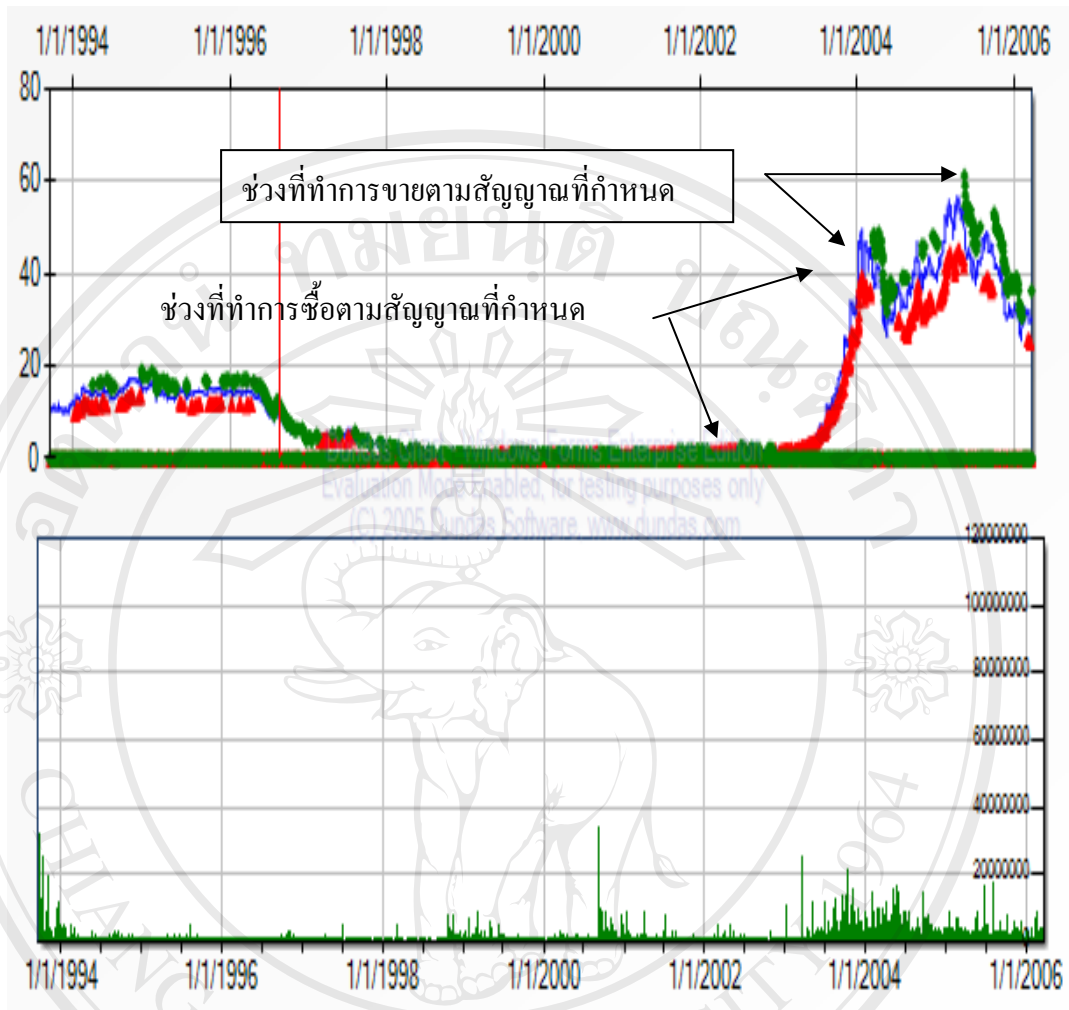 1/1/1994 1/1/1996 1/1/1998 1/1/2000 1/1/2002 1/1/2004 1/1/2006
80
60
ช่วงที่ทำการขายตามสัญญาณที่กำหนด
40
ช่วงที่ทำการซื้อตามสัญญาณที่กำหนด
20
0
Dundas Chart Windows Forms Enterprise Edition
Evaluation Mode enabled, for testing purposes only
(C) 2005 Dundas Software, www.dundas.com
120000000
100000000
80000000
60000000
40000000
20000000
1/1/1994 1/1/1996 1/1/1998 1/1/2000 1/1/2002 1/1/2004 1/1/2006
CHIANG
1964